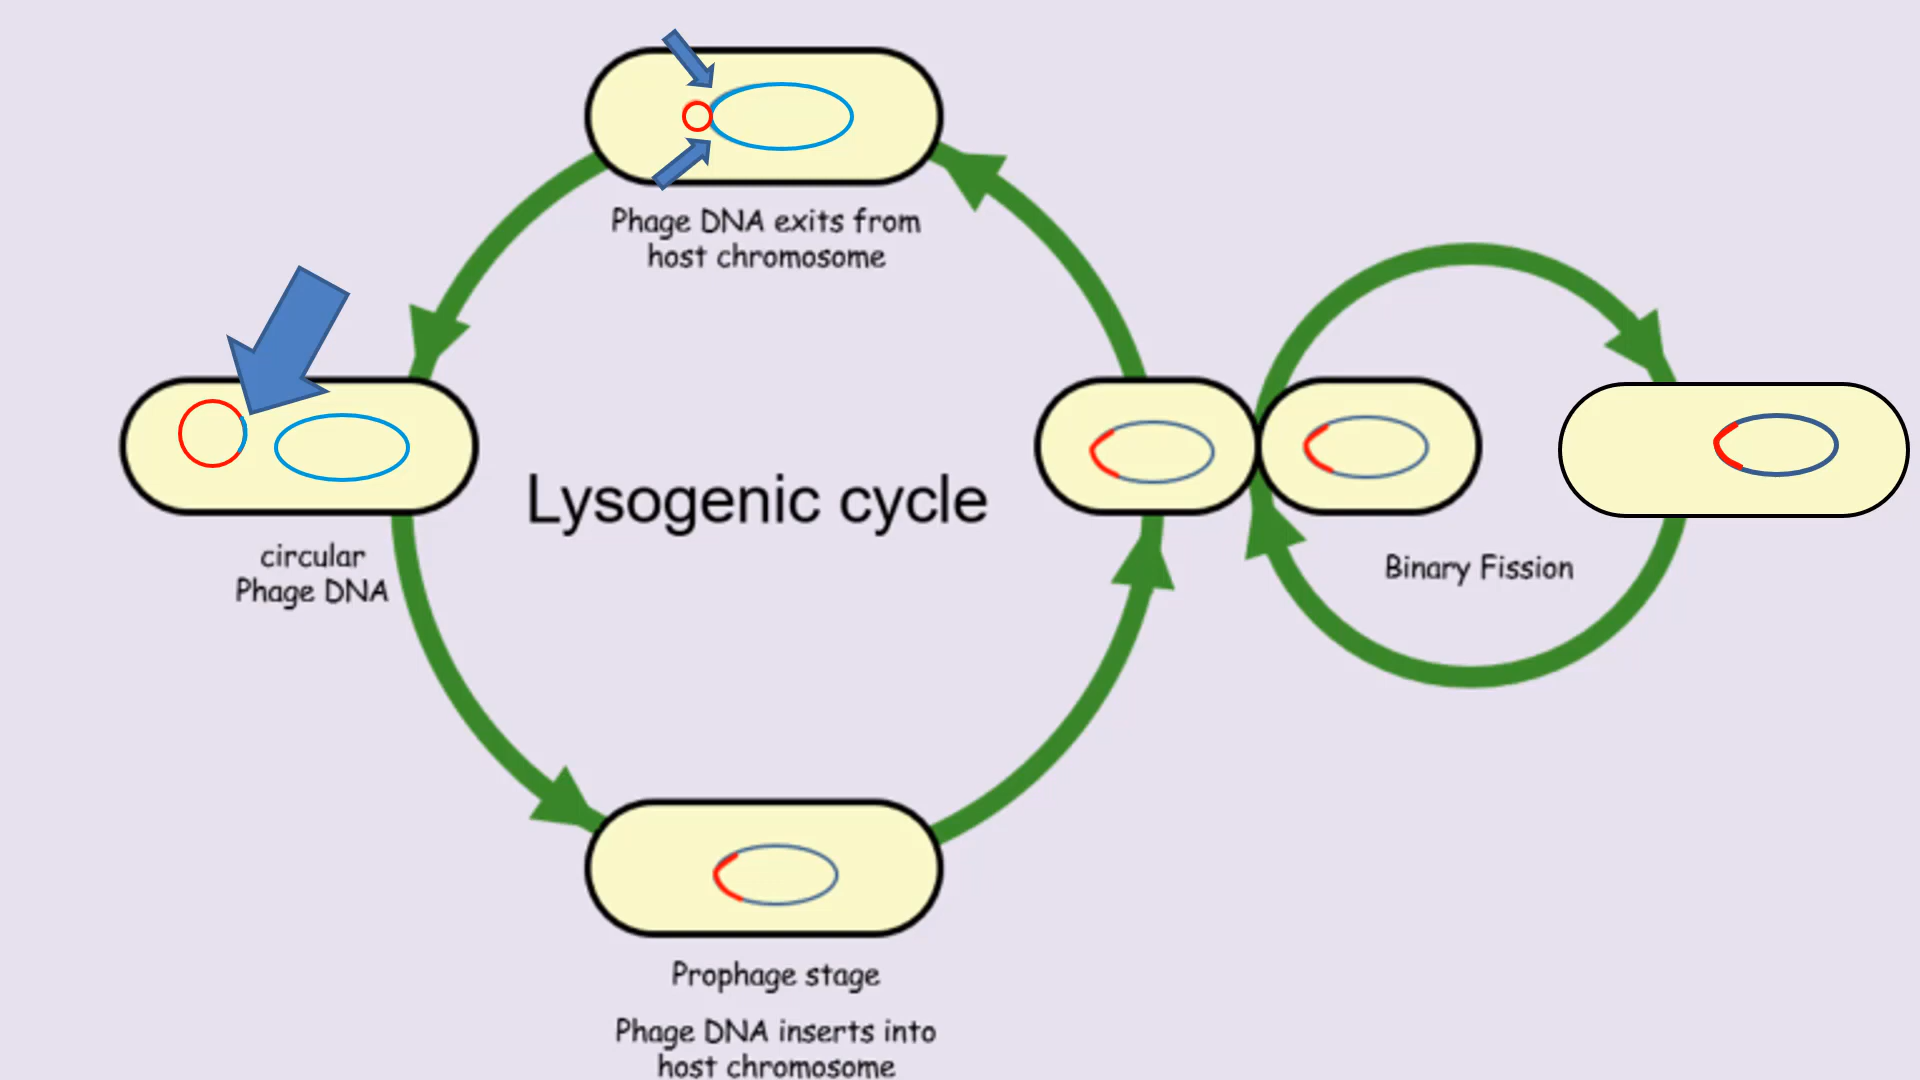 Phage DNA exits from
host chromosome
Lysogenic cycle
circular
Phage DNA
Binary Fission
Prophage stage
Phage DNA inserts into
host chromosome